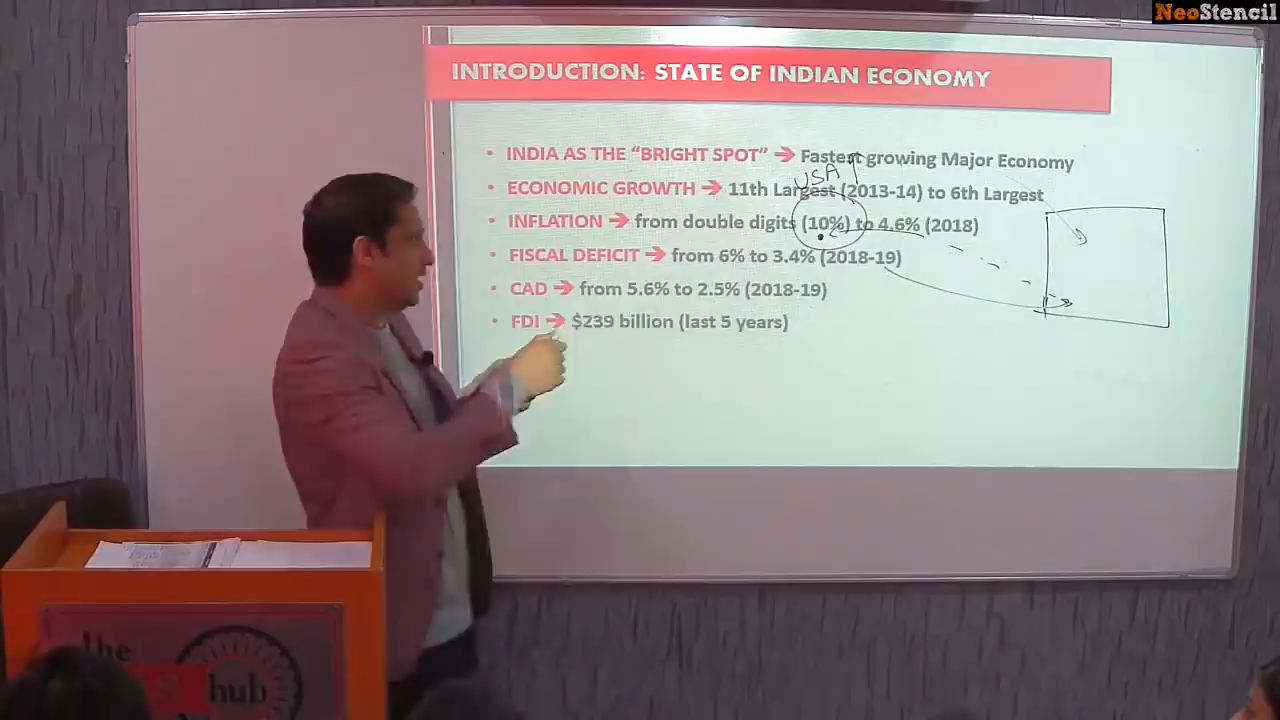 NeoStencil
INTRODUCTION: STATE OF INDIAN ECONOMY
• INDIA AS THE “BRIGHT SPOT” → Fastest growing Major Economy
USA ↑
• ECONOMIC GROWTH → 11th Largest (2013-14) to 6th Largest
• INFLATION → from double digits (10%) to 4.6% (2018)
• FISCAL DEFICIT → from 6% to 3.4% (2018-19)
• CAD → from 5.6% to 2.5% (2018-19)
• FDI → $239 billion (last 5 years)
the
hub